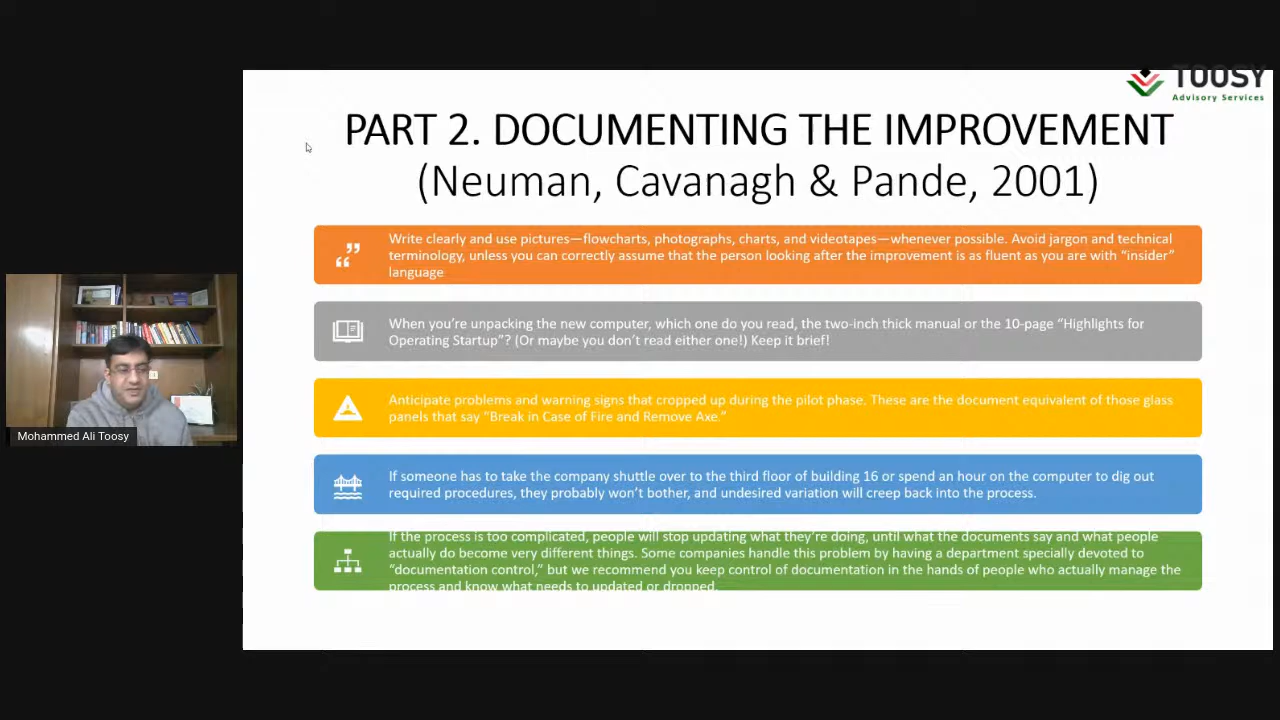 TOOSY
Advisory Services
PART 2. DOCUMENTING THE IMPROVEMENT
(Neuman, Cavanagh & Pande, 2001)
Write clearly and use pictures—flowcharts, photographs, charts, and videotapes—whenever possible. Avoid jargon and technical
terminology, unless you can correctly assume that the person looking after the improvement is as fluent as you are with “insider”
language
When you’re unpacking the new computer, which one do you read, the two-inch thick manual or the 10-page “Highlights for
Operating Startup”? (Or maybe you don’t read either one!) Keep it brief!
Anticipate problems and warning signs that cropped up during the pilot phase. These are the document equivalent of those glass
panels that say “Break in Case of Fire and Remove Axe.”
If someone has to take the company shuttle over to the third floor of building 16 or spend an hour on the computer to dig out
required procedures, they probably won’t bother, and undesired variation will creep back into the process.
If the process is too complicated, people will stop updating what they’re doing, until what the documents say and what people
actually do become very different things. Some companies handle this problem by having a department specially devoted to
“documentation control,” but we recommend you keep control of documentation in the hands of people who actually manage the
process and know what needs to updated or dropped.
Mohammed Ali Toosy